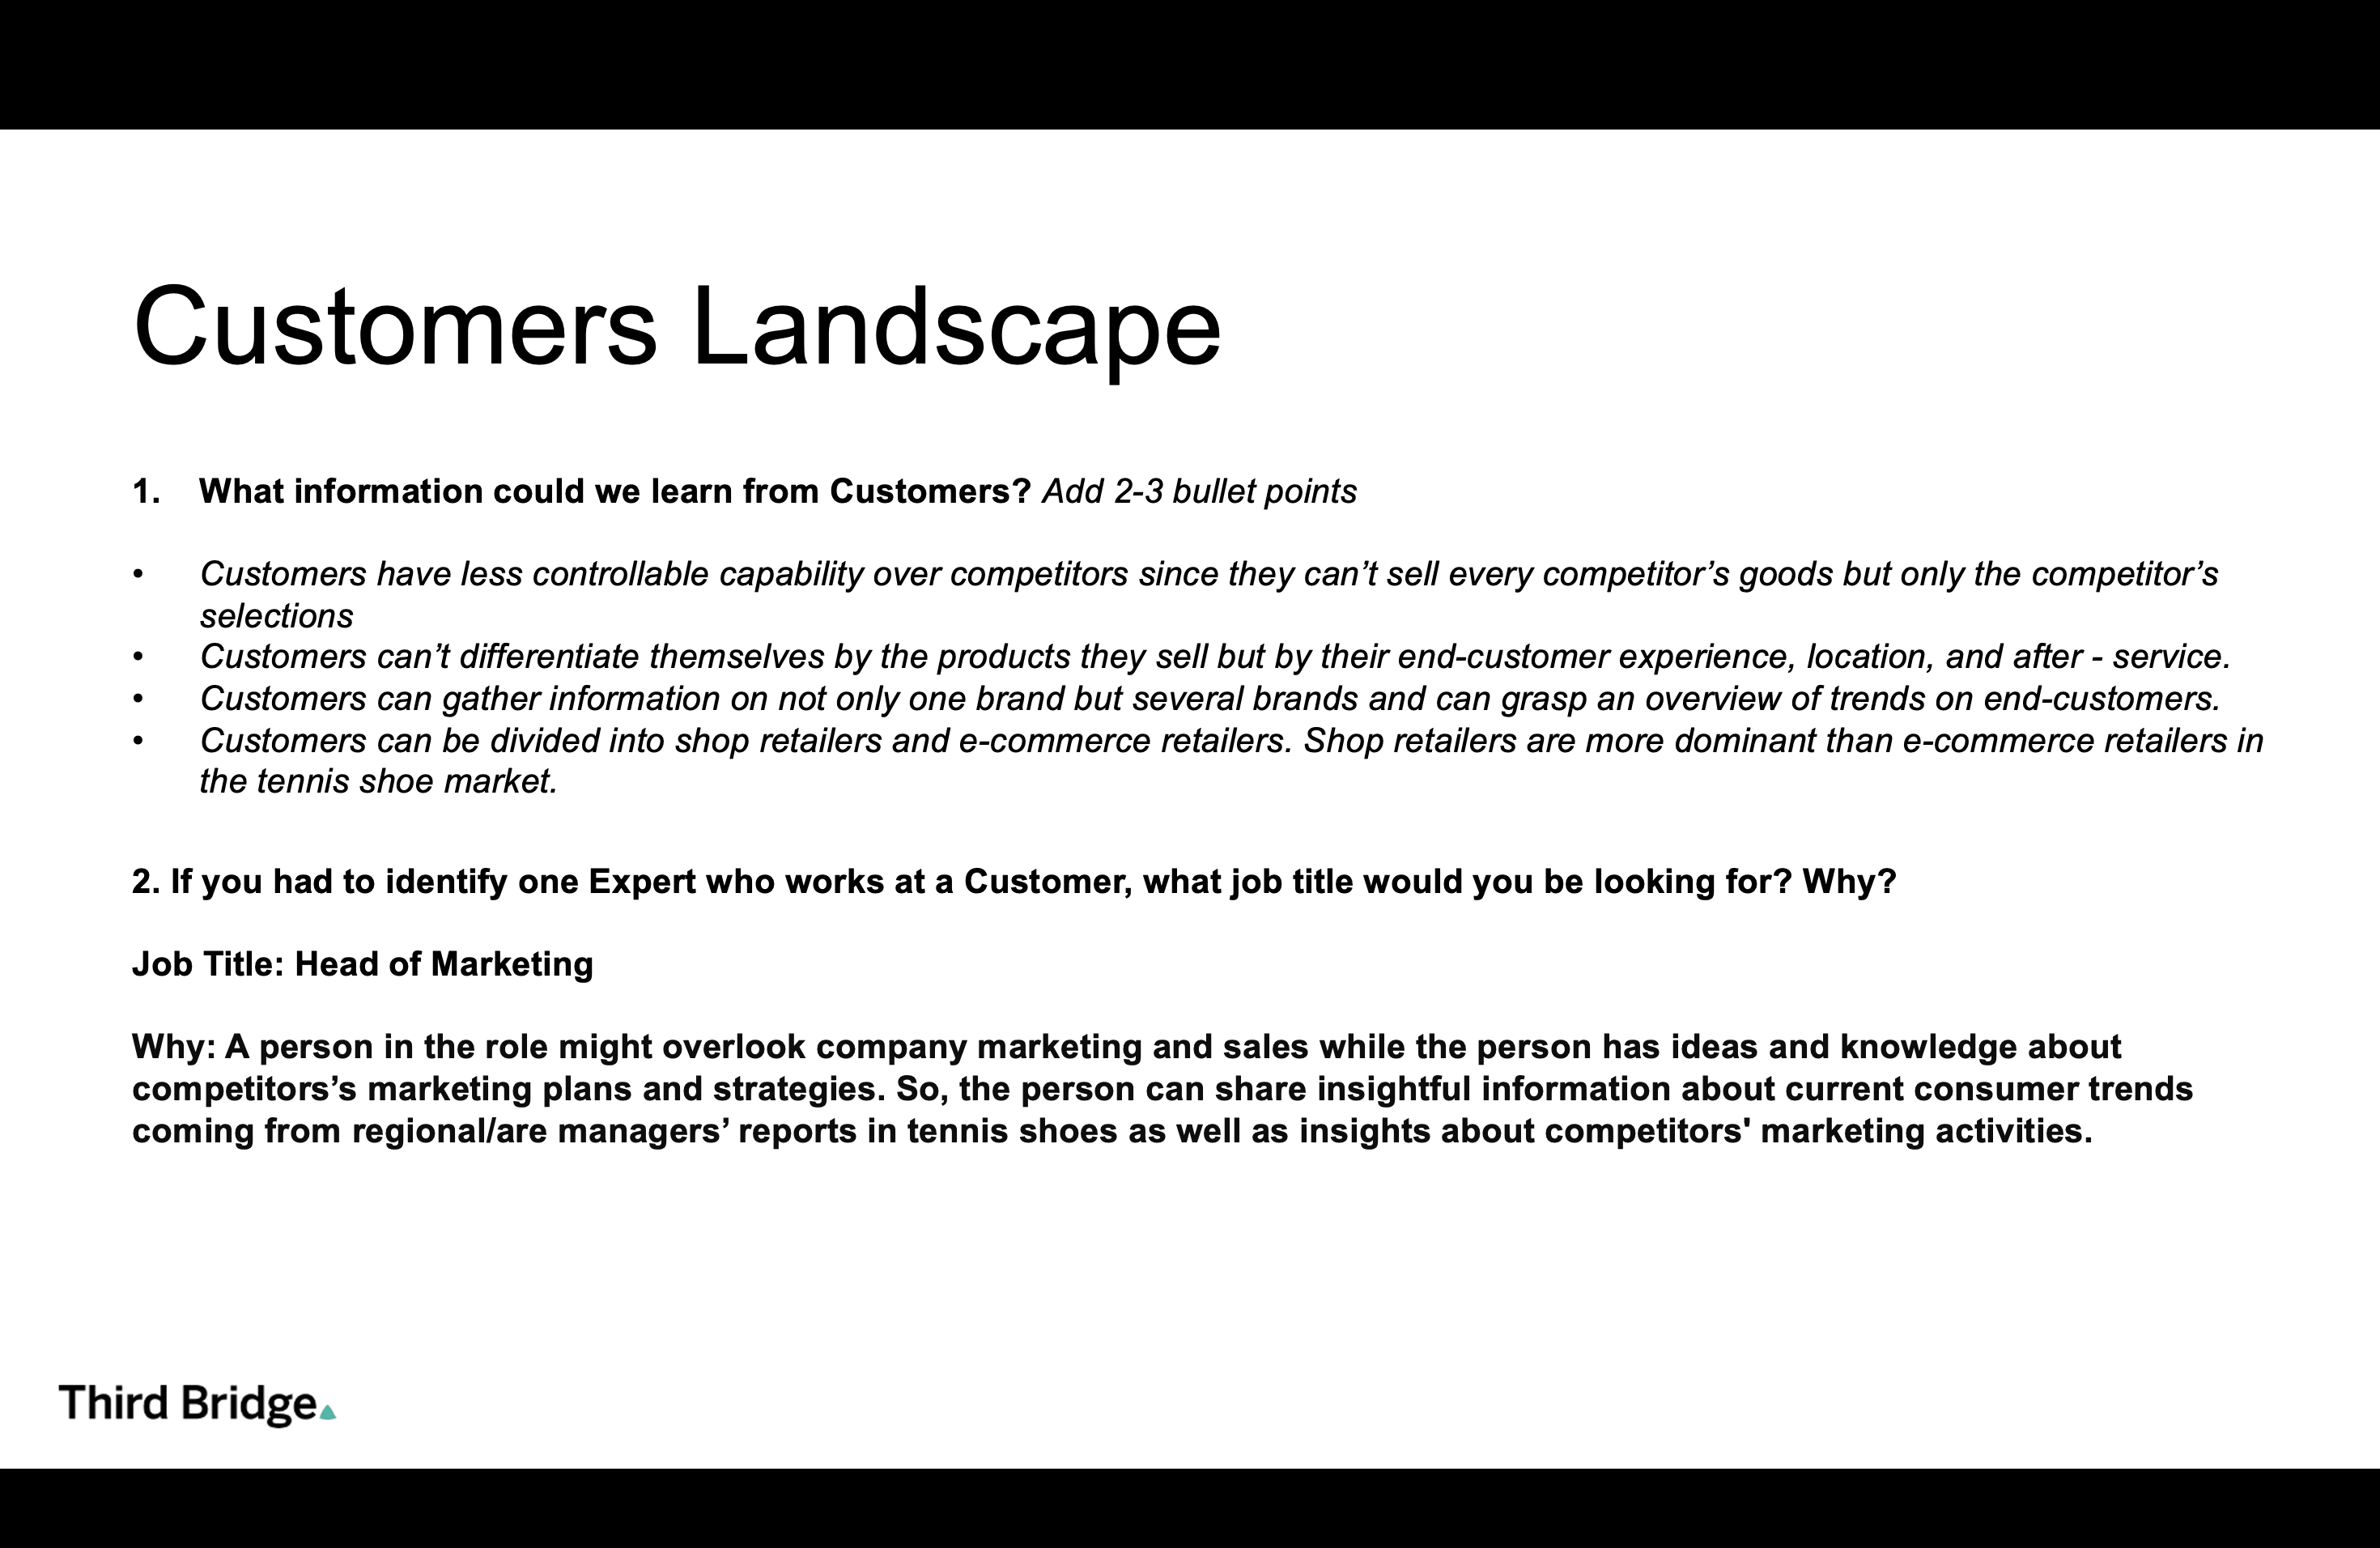 Customers Landscape
1. What information could we learn from Customers? Add 2-3 bullet points
• Customers have less controllable capability over competitors since they can’t sell every competitor’s goods but only the competitor’s
selections
• Customers can’t differentiate themselves by the products they sell but by their end-customer experience, location, and after - service.
• Customers can gather information on not only one brand but several brands and can grasp an overview of trends on end-customers.
• Customers can be divided into shop retailers and e-commerce retailers. Shop retailers are more dominant than e-commerce retailers in
the tennis shoe market.
2. If you had to identify one Expert who works at a Customer, what job title would you be looking for? Why?
Job Title: Head of Marketing
Why: A person in the role might overlook company marketing and sales while the person has ideas and knowledge about
competitors’s marketing plans and strategies. So, the person can share insightful information about current consumer trends
coming from regional/are managers’ reports in tennis shoes as well as insights about competitors' marketing activities.
Third Bridge